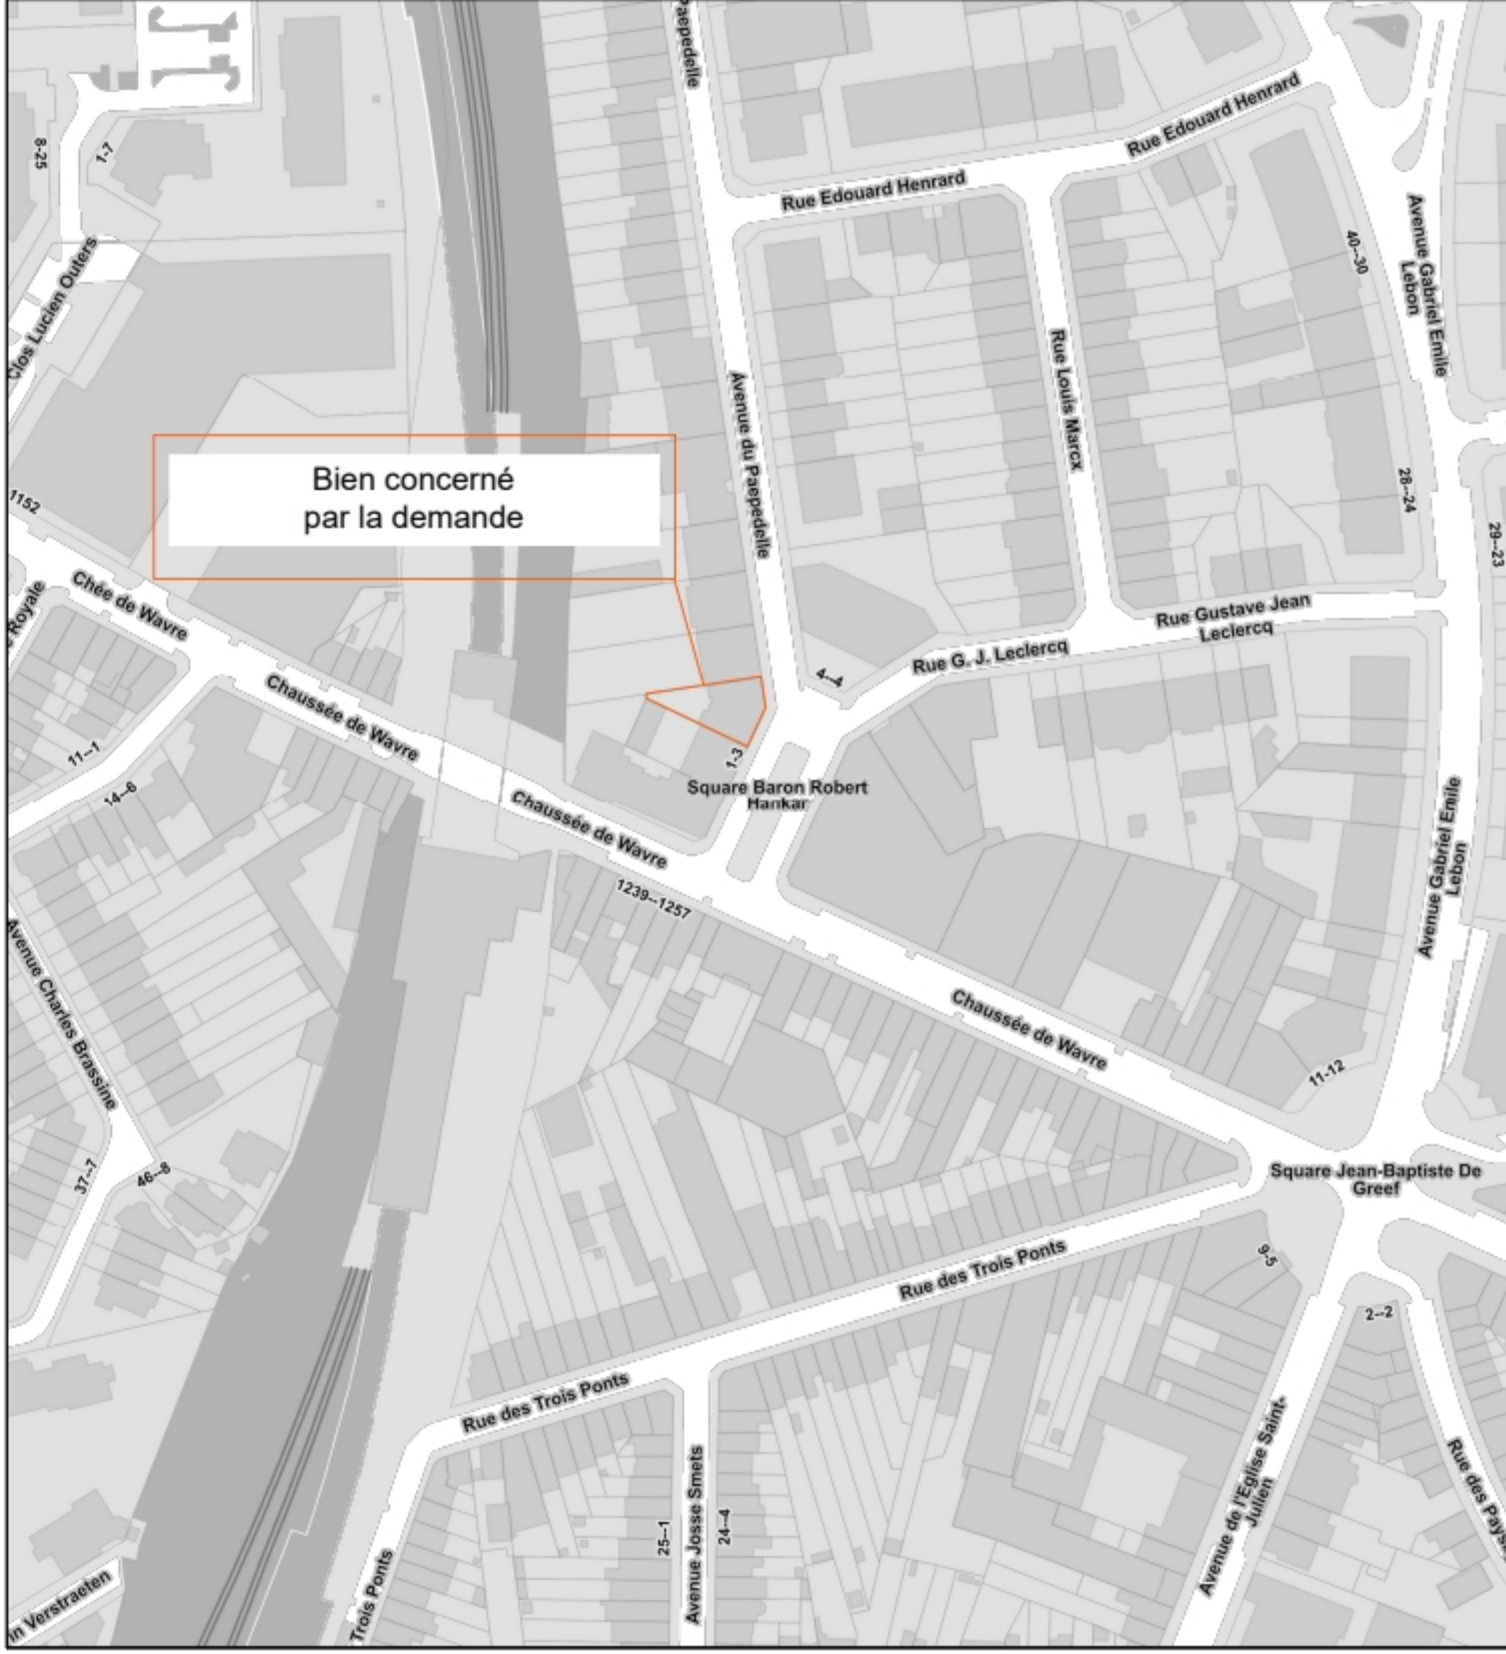 Paepedelle
Rue Edouard Henrard
Rue Edouard Henrard
8-25
1-7
Clos Lucien Outers
40--30
Avenue Gabriel Emile
Lebon
Avenue du Paepedelle
Rue Louis Marcx
Bien concerné
par la demande
1152
28--24
29--23
Chée de Wavre
Royale
Rue Gustave Jean
Leclercq
Rue G. J. Leclercq
4--4
Chaussée de Wavre
11--1
14--6
1-3
Square Baron Robert
Hankar
Chaussée de Wavre
1239--1257
Avenue Gabriel Emile
Lebon
Avenue Charles Brassine
Chaussée de Wavre
11-12
37--7
46--8
Square Jean-Baptiste De
Greef
9-5
Rue des Trois Ponts
2--2
Rue des Trois Ponts
Avenue Josse Smets
25--1
24--4
Avenue de l'Eglise Saint-
Julien
Rue des Pays
Trois Ponts
in Verstraeten